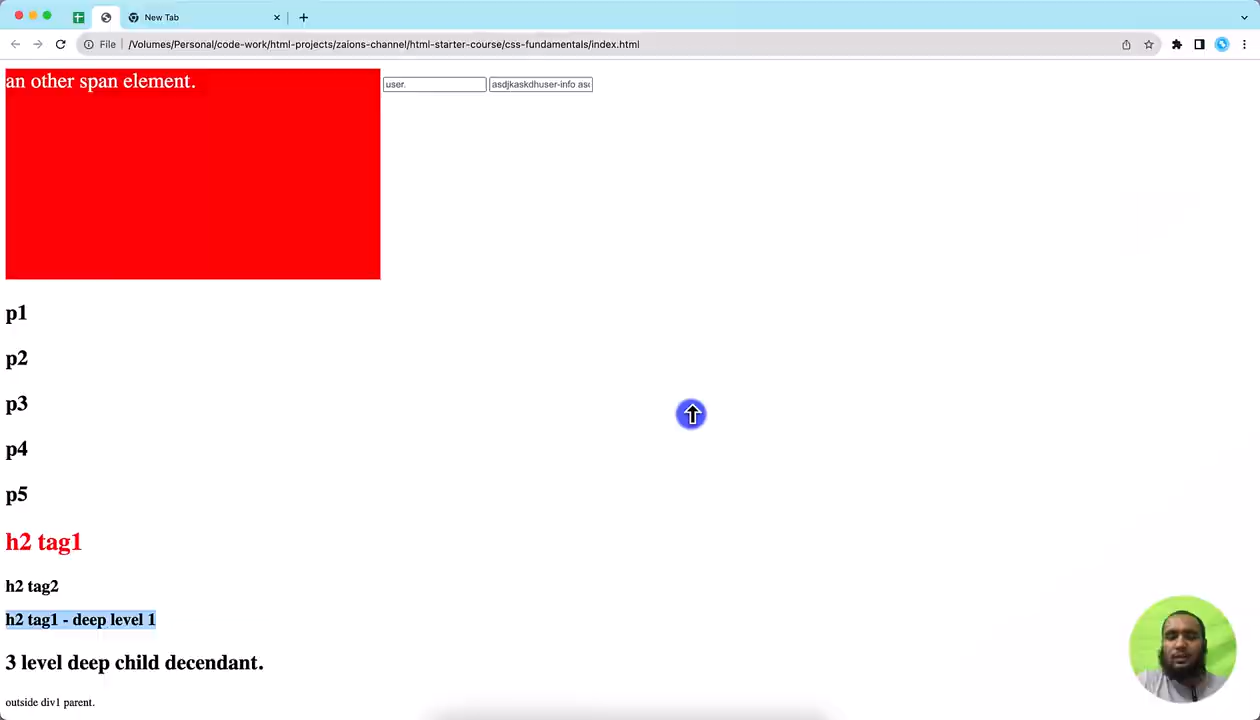 New Tab
File
/Volumes/Personal/code-work/html-projects/zaions-channel/html-starter-course/css-fundamentals/index.html
an other span element.
user.
asdjkaskdhuser-info asd
p1
p2
p3
p4
p5
h2 tag1
h2 tag2
h2 tag1 - deep level 1
3 level deep child decendant.
outside div1 parent.